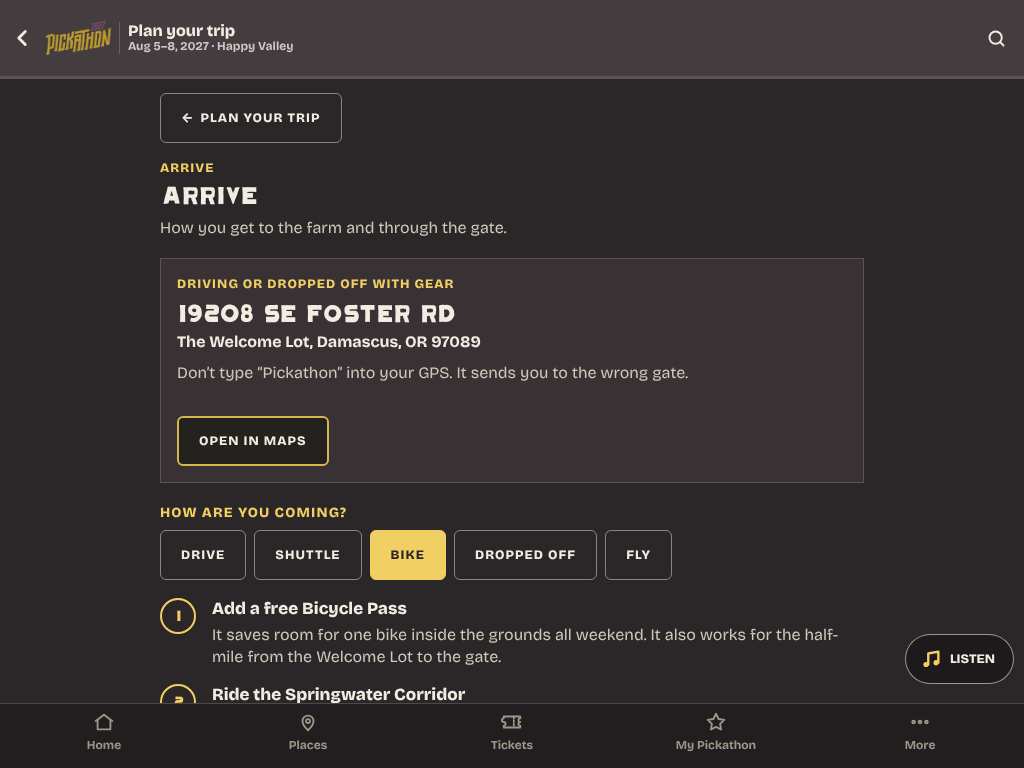 PICKATHON
Plan your trip
Aug 5–8, 2027 · Happy Valley
← PLAN YOUR TRIP
ARRIVE
ARRIVE
How you get to the farm and through the gate.
DRIVING OR DROPPED OFF WITH GEAR
19208 SE FOSTER RD
The Welcome Lot, Damascus, OR 97089
Don't type "Pickathon" into your GPS. It sends you to the wrong gate.
OPEN IN MAPS
HOW ARE YOU COMING?
DRIVE
SHUTTLE
BIKE
DROPPED OFF
FLY
1
Add a free Bicycle Pass
It saves room for one bike inside the grounds all weekend. It also works for the half-
mile from the Welcome Lot to the gate.
2
Ride the Springwater Corridor
LISTEN
Home
Places
Tickets
My Pickathon
More